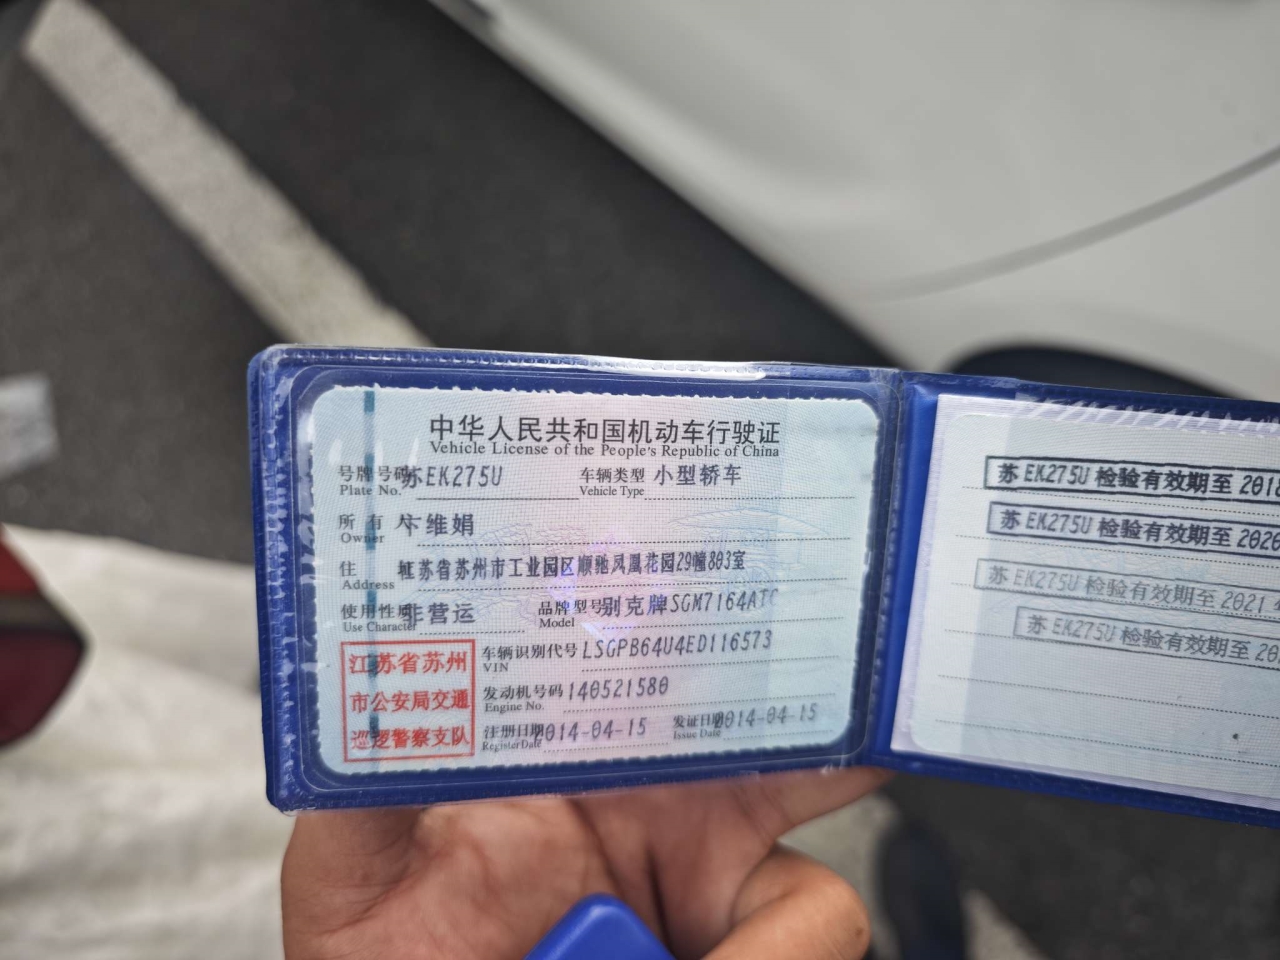 中华人民共和国机动车行驶证
Vehicle License of the People's Republic of China
号牌号码 苏EK275U 车辆类型 小型轿车
Plate No. Vehicle Type
所有人 卞维娟
Owner
住址 江苏省苏州市工业园区顺驰凤凰花园29幢803室
Address
使用性质 非营运 品牌型号 别克牌SGM7164ATC
Use Character Model
江苏省苏州
市公安局交通
巡逻警察支队
车辆识别代号 LSGPB64U4ED116573
VIN
发动机号码 140521580
Engine No.
注册日期 2014-04-15 发证日期 2014-04-15
Register Date Issue Date
苏EK275U 检验有效期至 2018
苏EK275U 检验有效期至 2020
苏EK275U 检验有效期至 2021
苏EK275U 检验有效期至 20